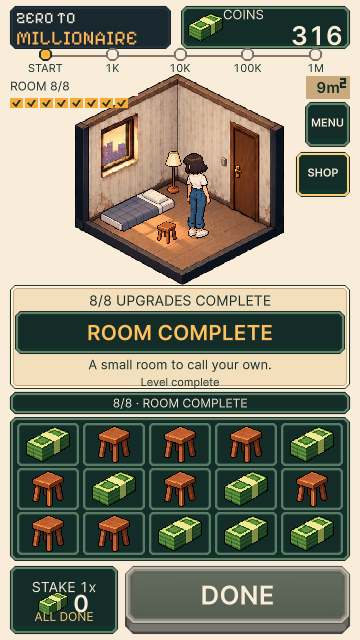 ZERO TO
MILLIONAIRE
COINS
316
START 1K 10K 100K 1M
ROOM 8/8
9m²
MENU
SHOP
8/8 UPGRADES COMPLETE
ROOM COMPLETE
A small room to call your own.
Level complete
8/8 · ROOM COMPLETE
STAKE 1x
0
ALL DONE
DONE